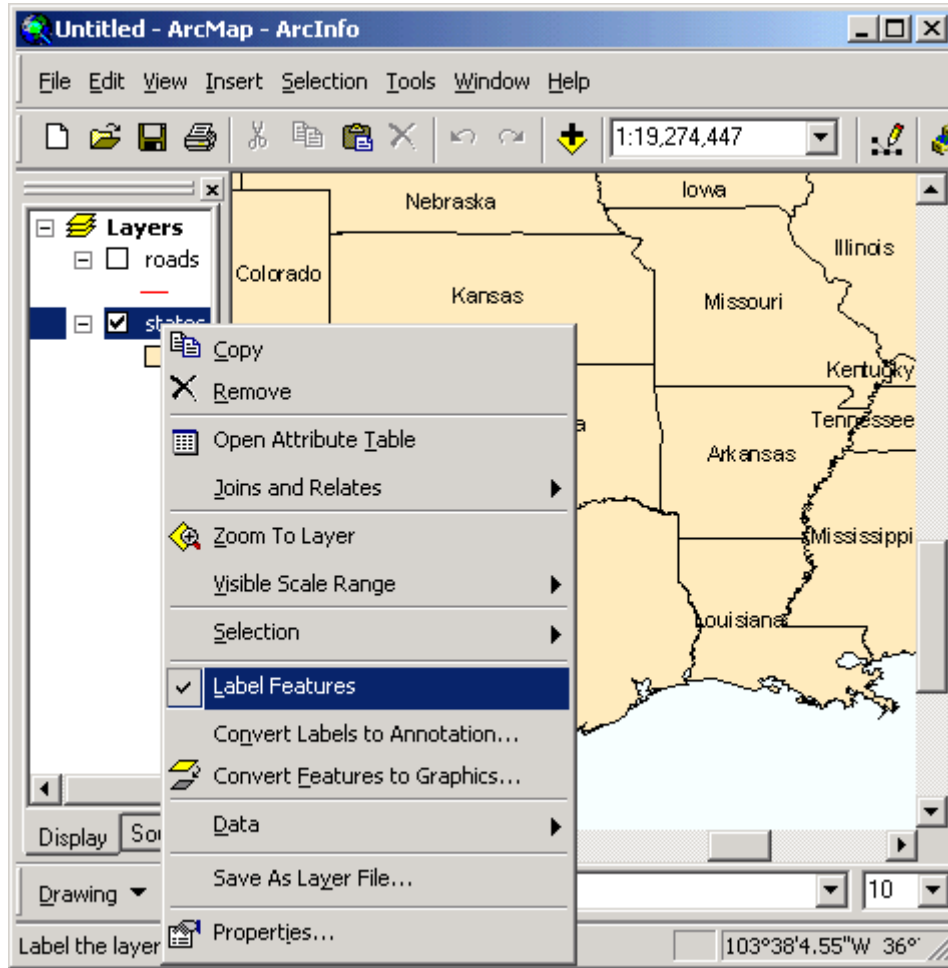 Untitled - ArcMap - ArcInfo
File Edit View Insert Selection Tools Window Help
1:19,274,447
Layers
roads
states
Nebraska
Iowa
Illinois
Colorado
Kansas
Missouri
Kentucky
Tennessee
Arkansas
Mississippi
Louisiana
Copy
Remove
Open Attribute Table
Joins and Relates
Zoom To Layer
Visible Scale Range
Selection
Label Features
Convert Labels to Annotation...
Convert Features to Graphics...
Data
Save As Layer File...
Properties...
Display Sou
Drawing
10
Label the layer
103°38'4.55"W 36°